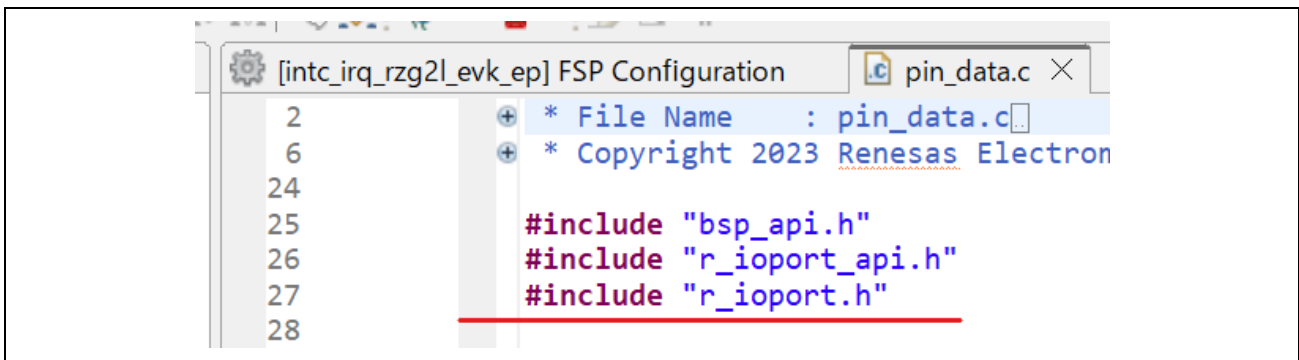 [intc_irq_rzg2l_evk_ep] FSP Configuration
.c pin_data.c
2 * File Name : pin_data.c
6 * Copyright 2023 Renesas Electron
24
25 #include "bsp_api.h"
26 #include "r_ioport_api.h"
27 #include "r_ioport.h"
28